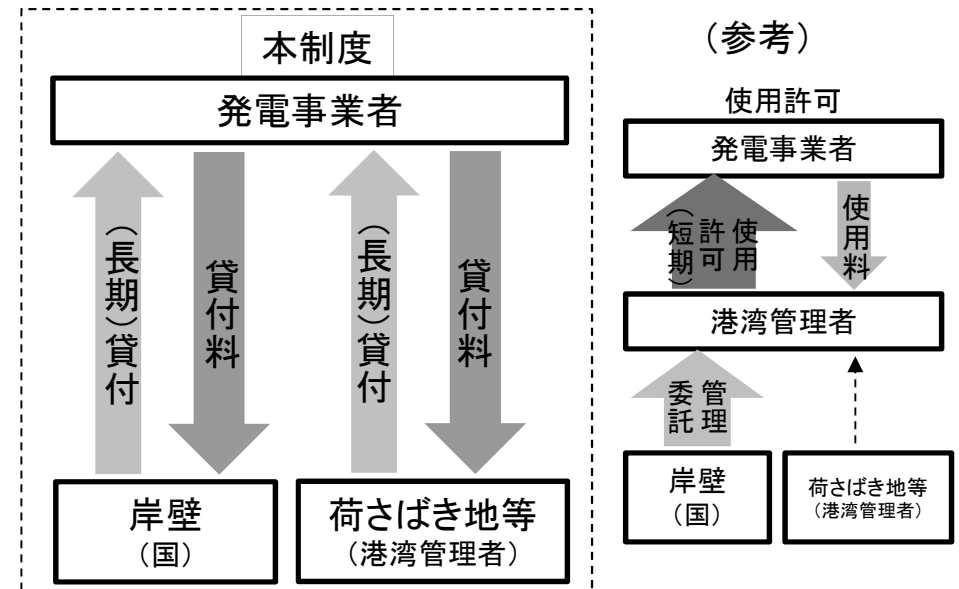 本制度
発電事業者
（長期）貸付
貸付料
（長期）貸付
貸付料
岸壁
（国）
荷さばき地等
（港湾管理者）
（参考）
使用許可
発電事業者
使用
許可
（短期）
使用料
港湾管理者
管理
委託
岸壁
（国）
荷さばき地等
（港湾管理者）